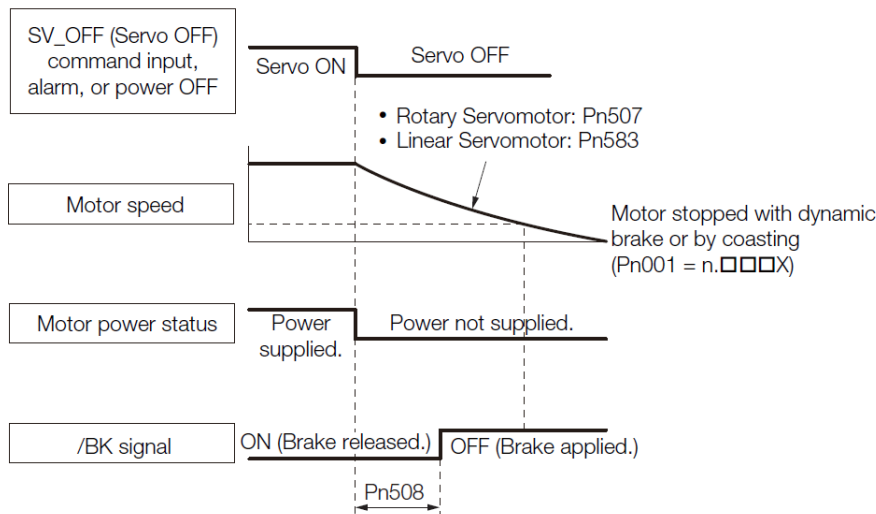 SV_OFF (Servo OFF)
command input,
alarm, or power OFF
Servo ON
Servo OFF
• Rotary Servomotor: Pn507
• Linear Servomotor: Pn583
Motor speed
Motor stopped with dynamic
brake or by coasting
(Pn001 = n.□□□X)
Motor power status
Power
supplied.
Power not supplied.
/BK signal
ON (Brake released.)
OFF (Brake applied.)
Pn508